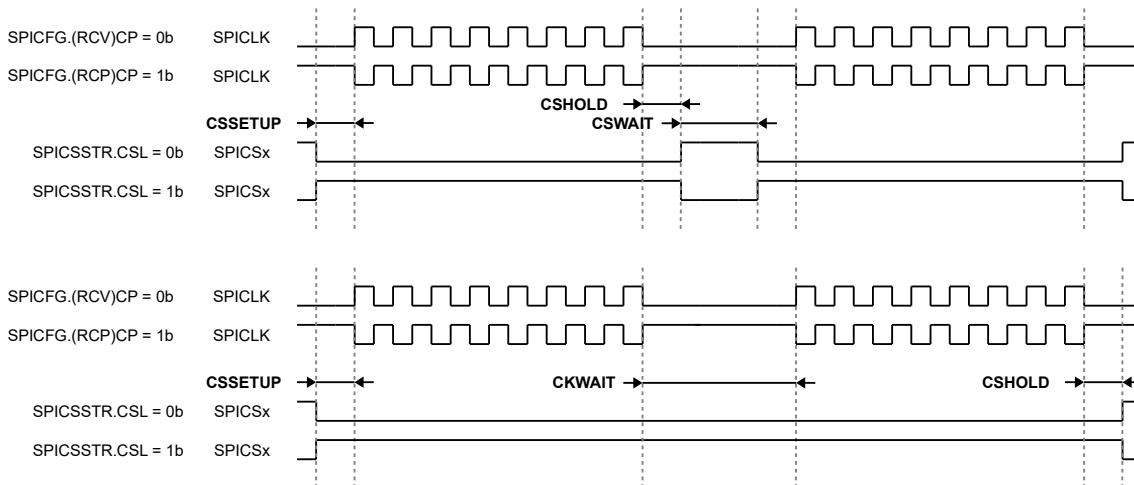 SPICFG.(RCV)CP = 0b SPICLK
SPICFG.(RCP)CP = 1b SPICLK
CSHOLD
CSSETUP CSWAIT
SPICSSTR.CSL = 0b SPICSx
SPICSSTR.CSL = 1b SPICSx
SPICFG.(RCV)CP = 0b SPICLK
SPICFG.(RCP)CP = 1b SPICLK
CSSETUP CKWAIT CSHOLD
SPICSSTR.CSL = 0b SPICSx
SPICSSTR.CSL = 1b SPICSx